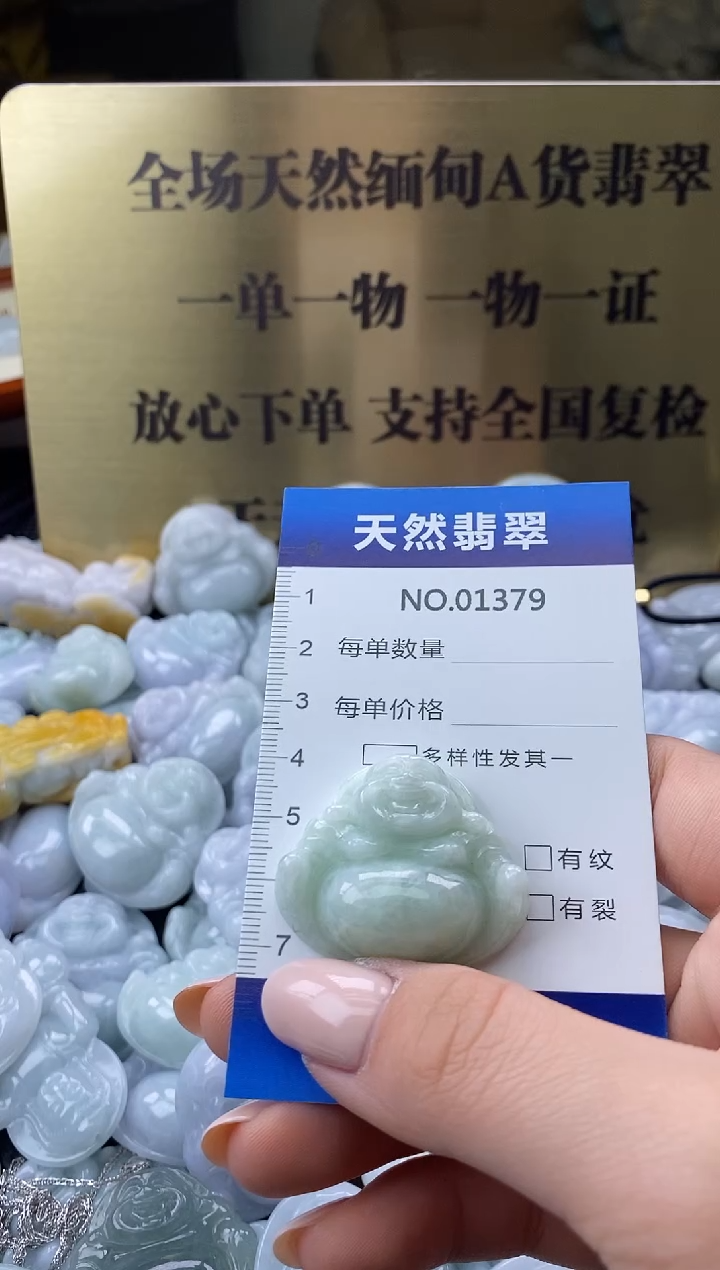 全场天然缅甸A货翡翠
一单一物 一物一证
放心下单 支持全国复检
天然翡翠
NO.01379
1
2 每单数量
3 每单价格
4 多样性发其一
5
有纹
有裂
7